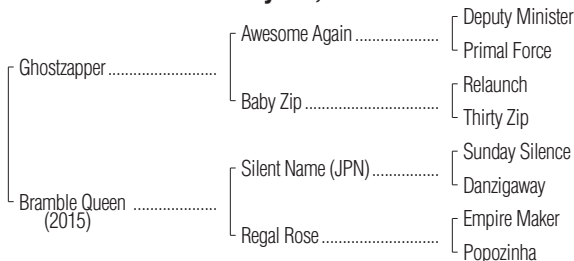 Deputy Minister
Awesome Again
Primal Force
Ghostzapper
Relaunch
Baby Zip
Thirty Zip
Sunday Silence
Silent Name (JPN)
Danzigaway
Bramble Queen
(2015)
Empire Maker
Regal Rose
Popozinha